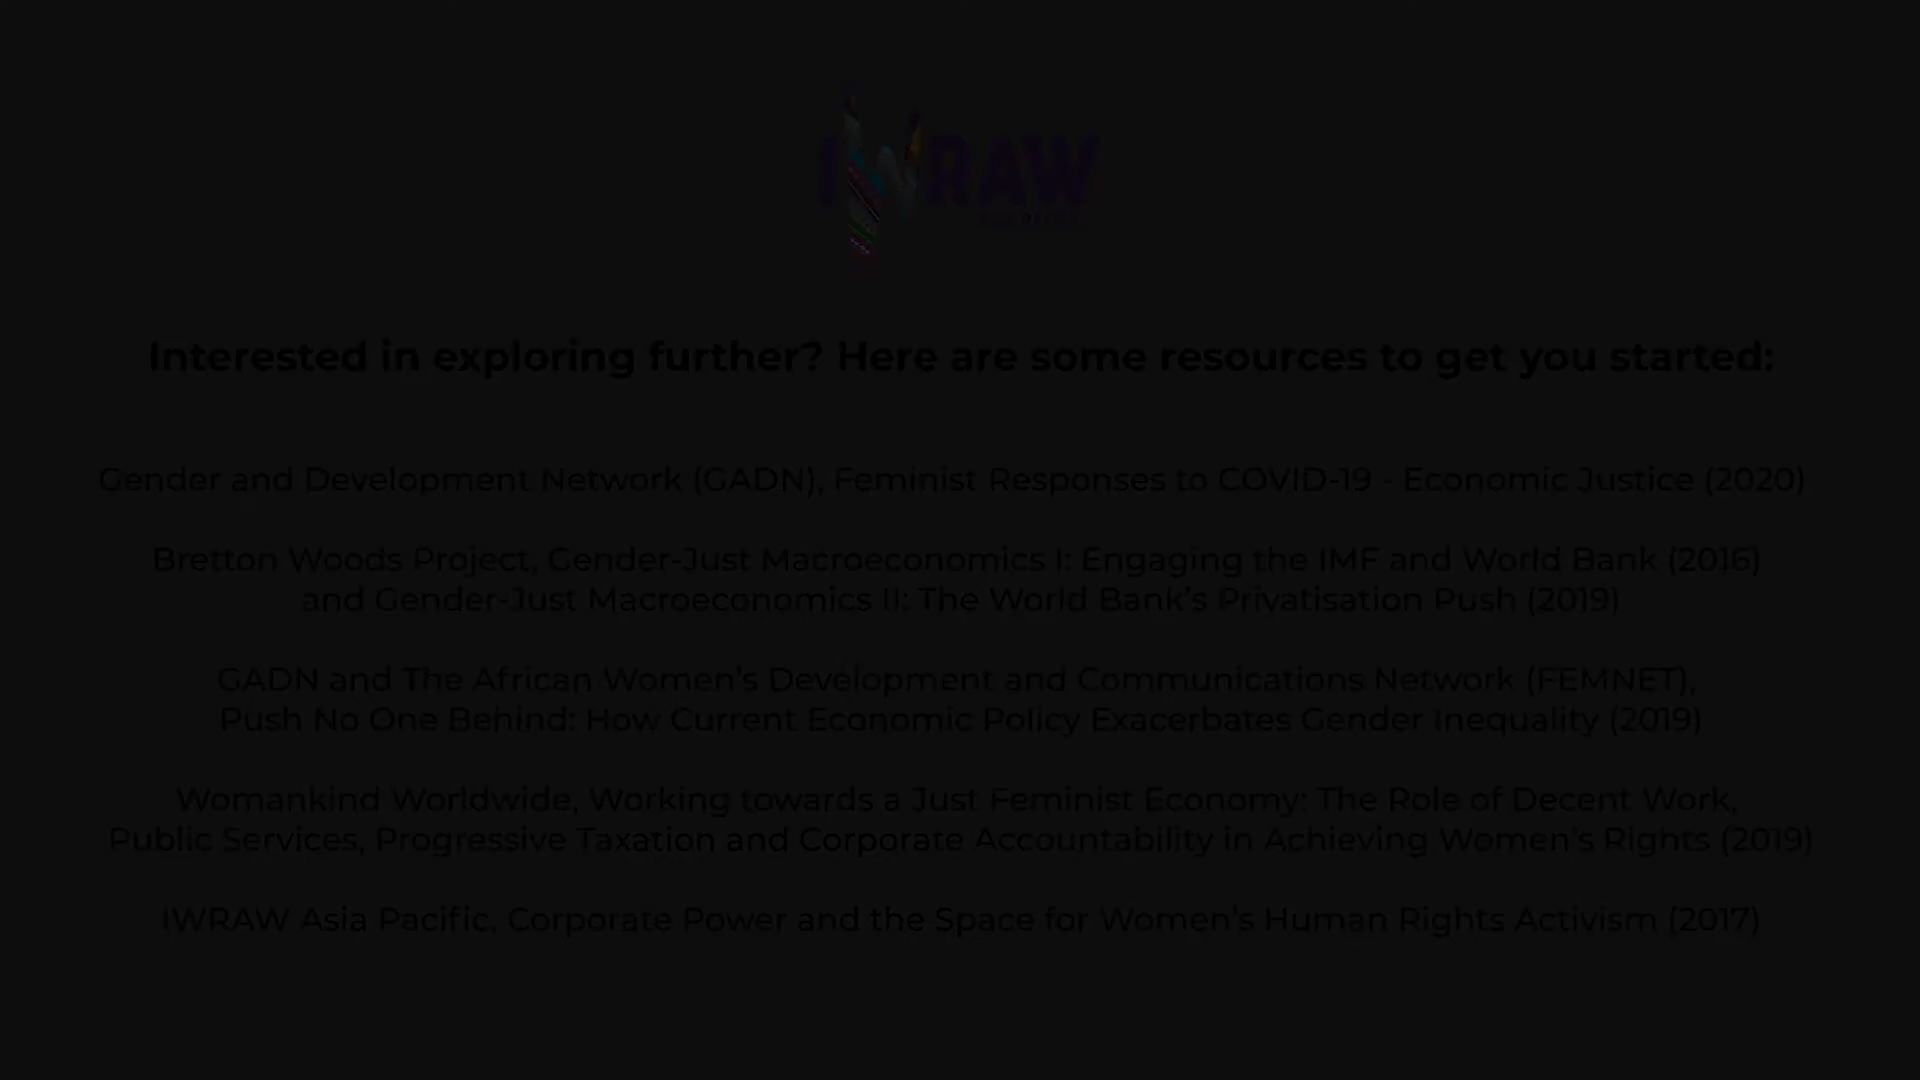 IWRAW
Interested in exploring further? Here are some resources to get you started:
Gender and Development Network (GADN), Feminist Responses to COVID-19 - Economic Justice (2020)
Bretton Woods Project, Gender-Just Macroeconomics I: Engaging the IMF and World Bank (2016)
and Gender-Just Macroeconomics II: The World Bank's Privatisation Push (2019)
GADN and The African Women's Development and Communications Network (FEMNET),
Push No One Behind: How Current Economic Policy Exacerbates Gender Inequality (2019)
Womankind Worldwide, Working towards a Just Feminist Economy: The Role of Decent Work,
Public Services, Progressive Taxation and Corporate Accountability in Achieving Women's Rights (2019)
IWRAW Asia Pacific, Corporate Power and the Space for Women's Human Rights Activism (2017)